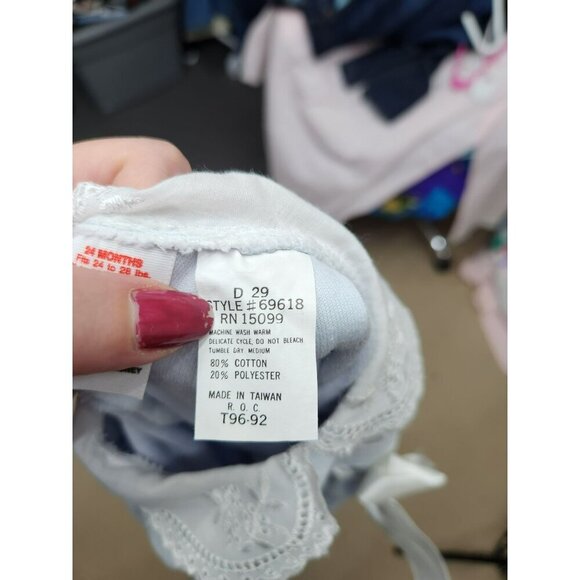 24 MONTHS
Fits 24 to 28 lbs.
D 29
STYLE #69618
RN 15099
MACHINE WASH WARM
DELICATE CYCLE, DO NOT BLEACH
TUMBLE DRY, MEDIUM
80% COTTON
20% POLYESTER
MADE IN TAIWAN
R. O. C.
T96-92